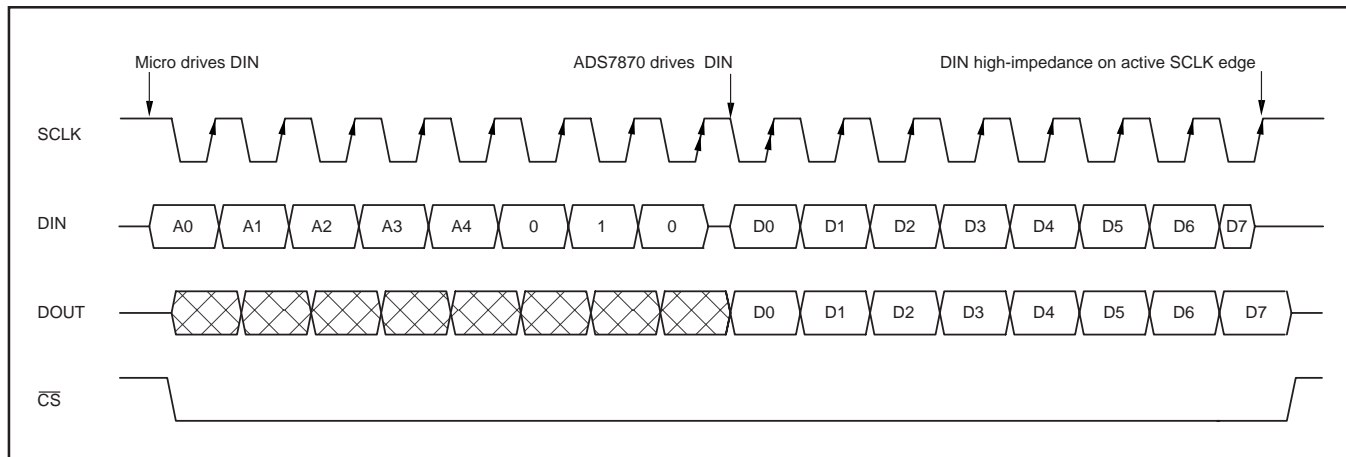 Micro drives DIN ADS7870 drives DIN DIN high-impedance on active SCLK edge
SCLK
DIN A0 A1 A2 A3 A4 0 1 0 D0 D1 D2 D3 D4 D5 D6 D7
DOUT D0 D1 D2 D3 D4 D5 D6 D7
C̅S̅